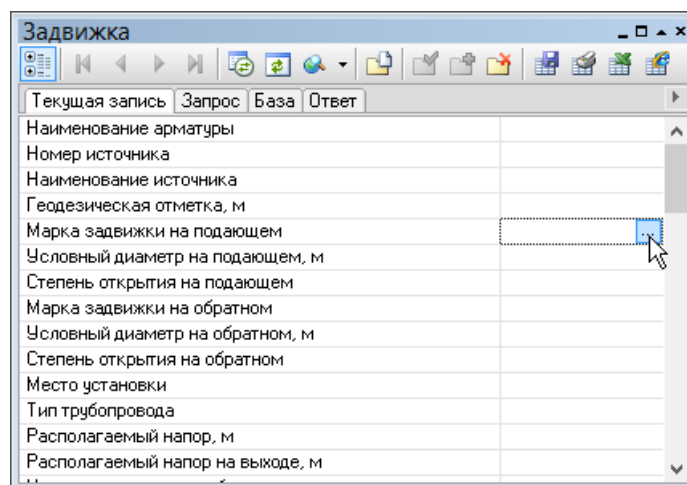 Задвижка
Текущая запись Запрос База Ответ
Наименование арматуры
Номер источника
Наименование источника
Геодезическая отметка, м
Марка задвижки на подающем ...
Условный диаметр на подающем, м
Степень открытия на подающем
Марка задвижки на обратном
Условный диаметр на обратном, м
Степень открытия на обратном
Место установки
Тип трубопровода
Располагаемый напор, м
Располагаемый напор на выходе, м